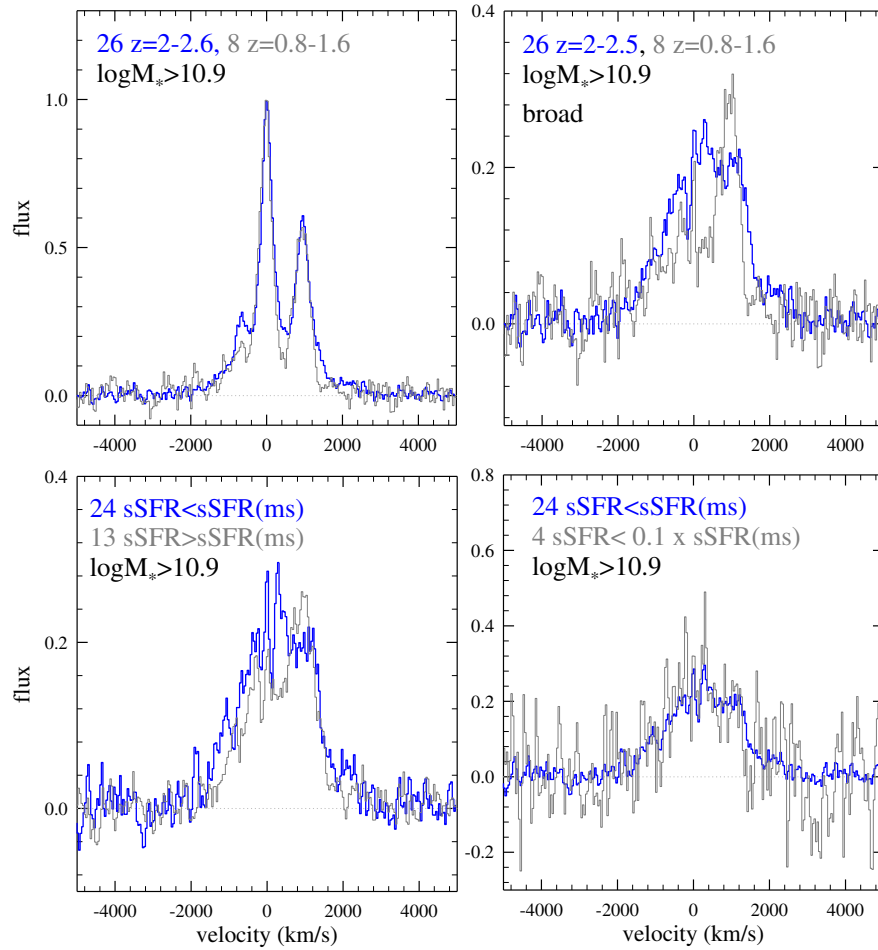 26 z=2-2.6, 8 z=0.8-1.6
logM*>10.9
1.0
0.5
0.0
flux
-4000 -2000 0 2000 4000
26 z=2-2.5, 8 z=0.8-1.6
logM*>10.9
broad
0.4
0.2
0.0
-4000 -2000 0 2000 4000
24 sSFR<sSFR(ms)
13 sSFR>sSFR(ms)
logM*>10.9
0.4
0.2
0.0
flux
-4000 -2000 0 2000 4000
velocity (km/s)
24 sSFR<sSFR(ms)
4 sSFR< 0.1 x sSFR(ms)
logM*>10.9
0.8
0.6
0.4
0.2
0.0
-0.2
-4000 -2000 0 2000 4000
velocity (km/s)